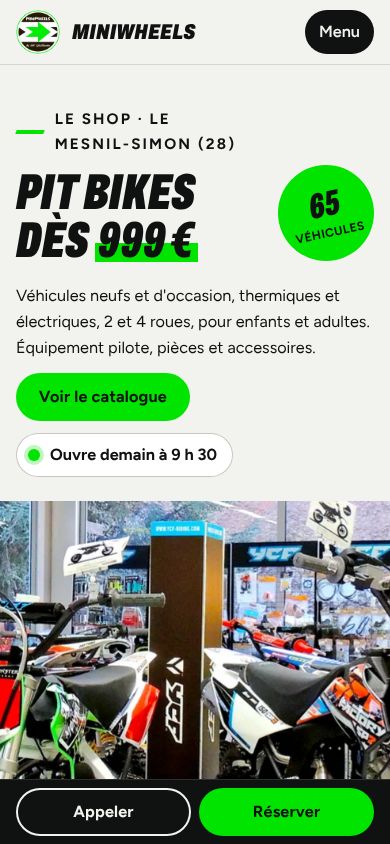 MINIWHEELS
Menu
LE SHOP · LE
MESNIL-SIMON (28)
PIT BIKES
DÈS 999 €
65
VÉHICULES
Véhicules neufs et d'occasion, thermiques et
électriques, 2 et 4 roues, pour enfants et adultes.
Équipement pilote, pièces et accessoires.
Voir le catalogue
Ouvre demain à 9 h 30
WWW.YCF-RIDING.COM
YCF
YCF
Appeler
Réserver